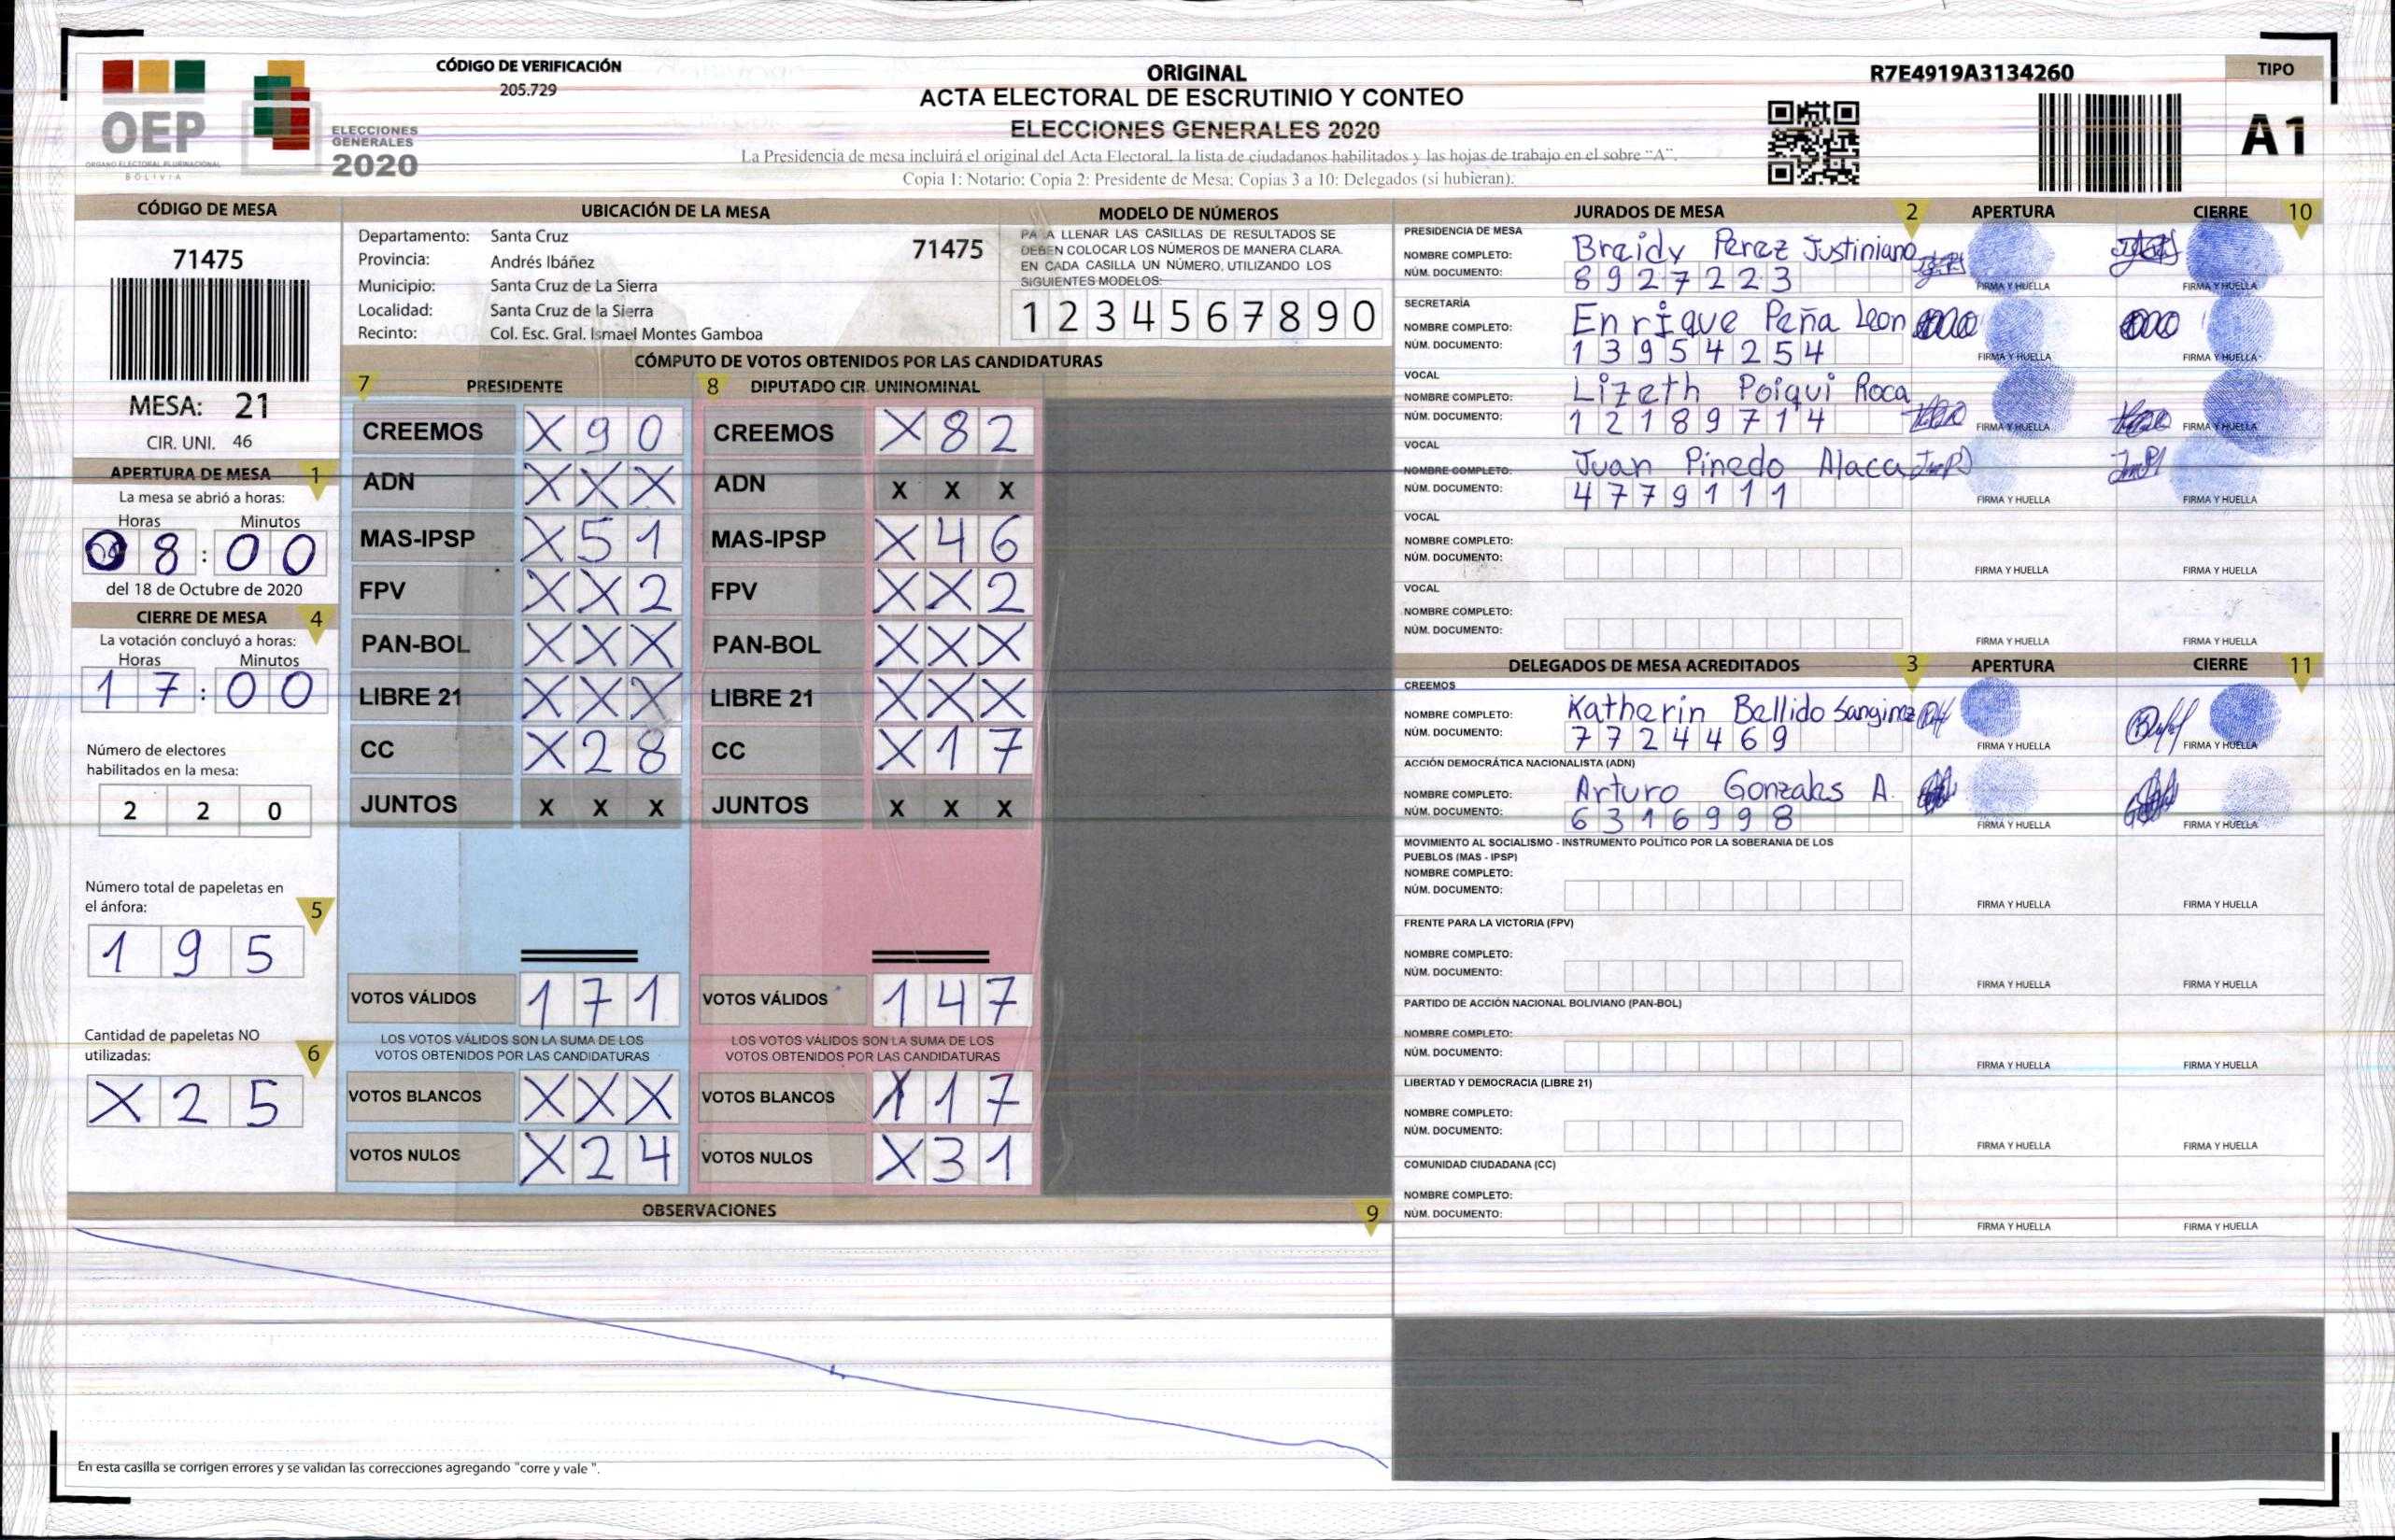 CÓDIGO DE VERIFICACIÓN
205.729
OEP
ÓRGANO ELECTORAL PLURINACIONAL
BOLIVIA
ELECCIONES
GENERALES
2020
ORIGINAL
ACTA ELECTORAL DE ESCRUTINIO Y CONTEO
ELECCIONES GENERALES 2020
La Presidencia de mesa incluirá el original del Acta Electoral, la lista de ciudadanos habilitados y las hojas de trabajo en el sobre "A".
Copia 1: Notario; Copia 2: Presidente de Mesa; Copias 3 a 10: Delegados (si hubieran).
R7E4919A3134260
TIPO
A1
CÓDIGO DE MESA
71475
MESA: 21
CIR. UNI. 46
APERTURA DE MESA 1
La mesa se abrió a horas:
Horas Minutos
08:00
del 18 de Octubre de 2020
CIERRE DE MESA 4
La votación concluyó a horas:
Horas Minutos
17:00
Número de electores
habilitados en la mesa:
2 2 0
Número total de papeletas en
el ánfora: 5
1 9 5
Cantidad de papeletas NO
utilizadas: 6
X 2 5
UBICACIÓN DE LA MESA
Departamento: Santa Cruz 71475
Provincia: Andrés Ibáñez
Municipio: Santa Cruz de La Sierra
Localidad: Santa Cruz de la Sierra
Recinto: Col. Esc. Gral. Ismael Montes Gamboa
MODELO DE NÚMEROS
PA A LLENAR LAS CASILLAS DE RESULTADOS SE
DEBEN COLOCAR LOS NÚMEROS DE MANERA CLARA.
EN CADA CASILLA UN NÚMERO, UTILIZANDO LOS
SIGUIENTES MODELOS:
1 2 3 4 5 6 7 8 9 0
CÓMPUTO DE VOTOS OBTENIDOS POR LAS CANDIDATURAS
7 PRESIDENTE 8 DIPUTADO CIR. UNINOMINAL
CREEMOS X 9 0 CREEMOS X 8 2
ADN X X X ADN X X X
MAS-IPSP X 5 1 MAS-IPSP X 4 6
FPV X X 2 FPV X X 2
PAN-BOL X X X PAN-BOL X X X
LIBRE 21 X X X LIBRE 21 X X X
CC X 2 8 CC X 1 7
JUNTOS X X X JUNTOS X X X
VOTOS VÁLIDOS 1 7 1 VOTOS VÁLIDOS 1 4 7
LOS VOTOS VÁLIDOS SON LA SUMA DE LOS LOS VOTOS VÁLIDOS SON LA SUMA DE LOS
VOTOS OBTENIDOS POR LAS CANDIDATURAS VOTOS OBTENIDOS POR LAS CANDIDATURAS
VOTOS BLANCOS X X X VOTOS BLANCOS X 1 7
VOTOS NULOS X 2 4 VOTOS NULOS X 3 1
OBSERVACIONES 9
En esta casilla se corrigen errores y se validan las correcciones agregando "corre y vale ".
JURADOS DE MESA 2 APERTURA CIERRE 10
PRESIDENCIA DE MESA
NOMBRE COMPLETO: Braidy Perez Justiniano
NÚM. DOCUMENTO: 8927223
FIRMA Y HUELLA FIRMA Y HUELLA
SECRETARÍA
NOMBRE COMPLETO: Enrique Peña Leon
NÚM. DOCUMENTO: 13954254
FIRMA Y HUELLA FIRMA Y HUELLA
VOCAL
NOMBRE COMPLETO: Lizeth Poiqui Roca
NÚM. DOCUMENTO: 12189714
FIRMA Y HUELLA FIRMA Y HUELLA
VOCAL
NOMBRE COMPLETO: Juan Pinedo Alaca
NÚM. DOCUMENTO: 4779111
FIRMA Y HUELLA FIRMA Y HUELLA
VOCAL
NOMBRE COMPLETO:
NÚM. DOCUMENTO:
FIRMA Y HUELLA FIRMA Y HUELLA
VOCAL
NOMBRE COMPLETO:
NÚM. DOCUMENTO:
FIRMA Y HUELLA FIRMA Y HUELLA
DELEGADOS DE MESA ACREDITADOS 3 APERTURA CIERRE 11
CREEMOS
NOMBRE COMPLETO: Katherin Bellido Sanginez
NÚM. DOCUMENTO: 7724469
FIRMA Y HUELLA FIRMA Y HUELLA
ACCIÓN DEMOCRÁTICA NACIONALISTA (ADN)
NOMBRE COMPLETO: Arturo Gonzales A.
NÚM. DOCUMENTO: 6316998
FIRMA Y HUELLA FIRMA Y HUELLA
MOVIMIENTO AL SOCIALISMO - INSTRUMENTO POLÍTICO POR LA SOBERANIA DE LOS
PUEBLOS (MAS - IPSP)
NOMBRE COMPLETO:
NÚM. DOCUMENTO:
FIRMA Y HUELLA FIRMA Y HUELLA
FRENTE PARA LA VICTORIA (FPV)
NOMBRE COMPLETO:
NÚM. DOCUMENTO:
FIRMA Y HUELLA FIRMA Y HUELLA
PARTIDO DE ACCIÓN NACIONAL BOLIVIANO (PAN-BOL)
NOMBRE COMPLETO:
NÚM. DOCUMENTO:
FIRMA Y HUELLA FIRMA Y HUELLA
LIBERTAD Y DEMOCRACIA (LIBRE 21)
NOMBRE COMPLETO:
NÚM. DOCUMENTO:
FIRMA Y HUELLA FIRMA Y HUELLA
COMUNIDAD CIUDADANA (CC)
NOMBRE COMPLETO:
NÚM. DOCUMENTO:
FIRMA Y HUELLA FIRMA Y HUELLA